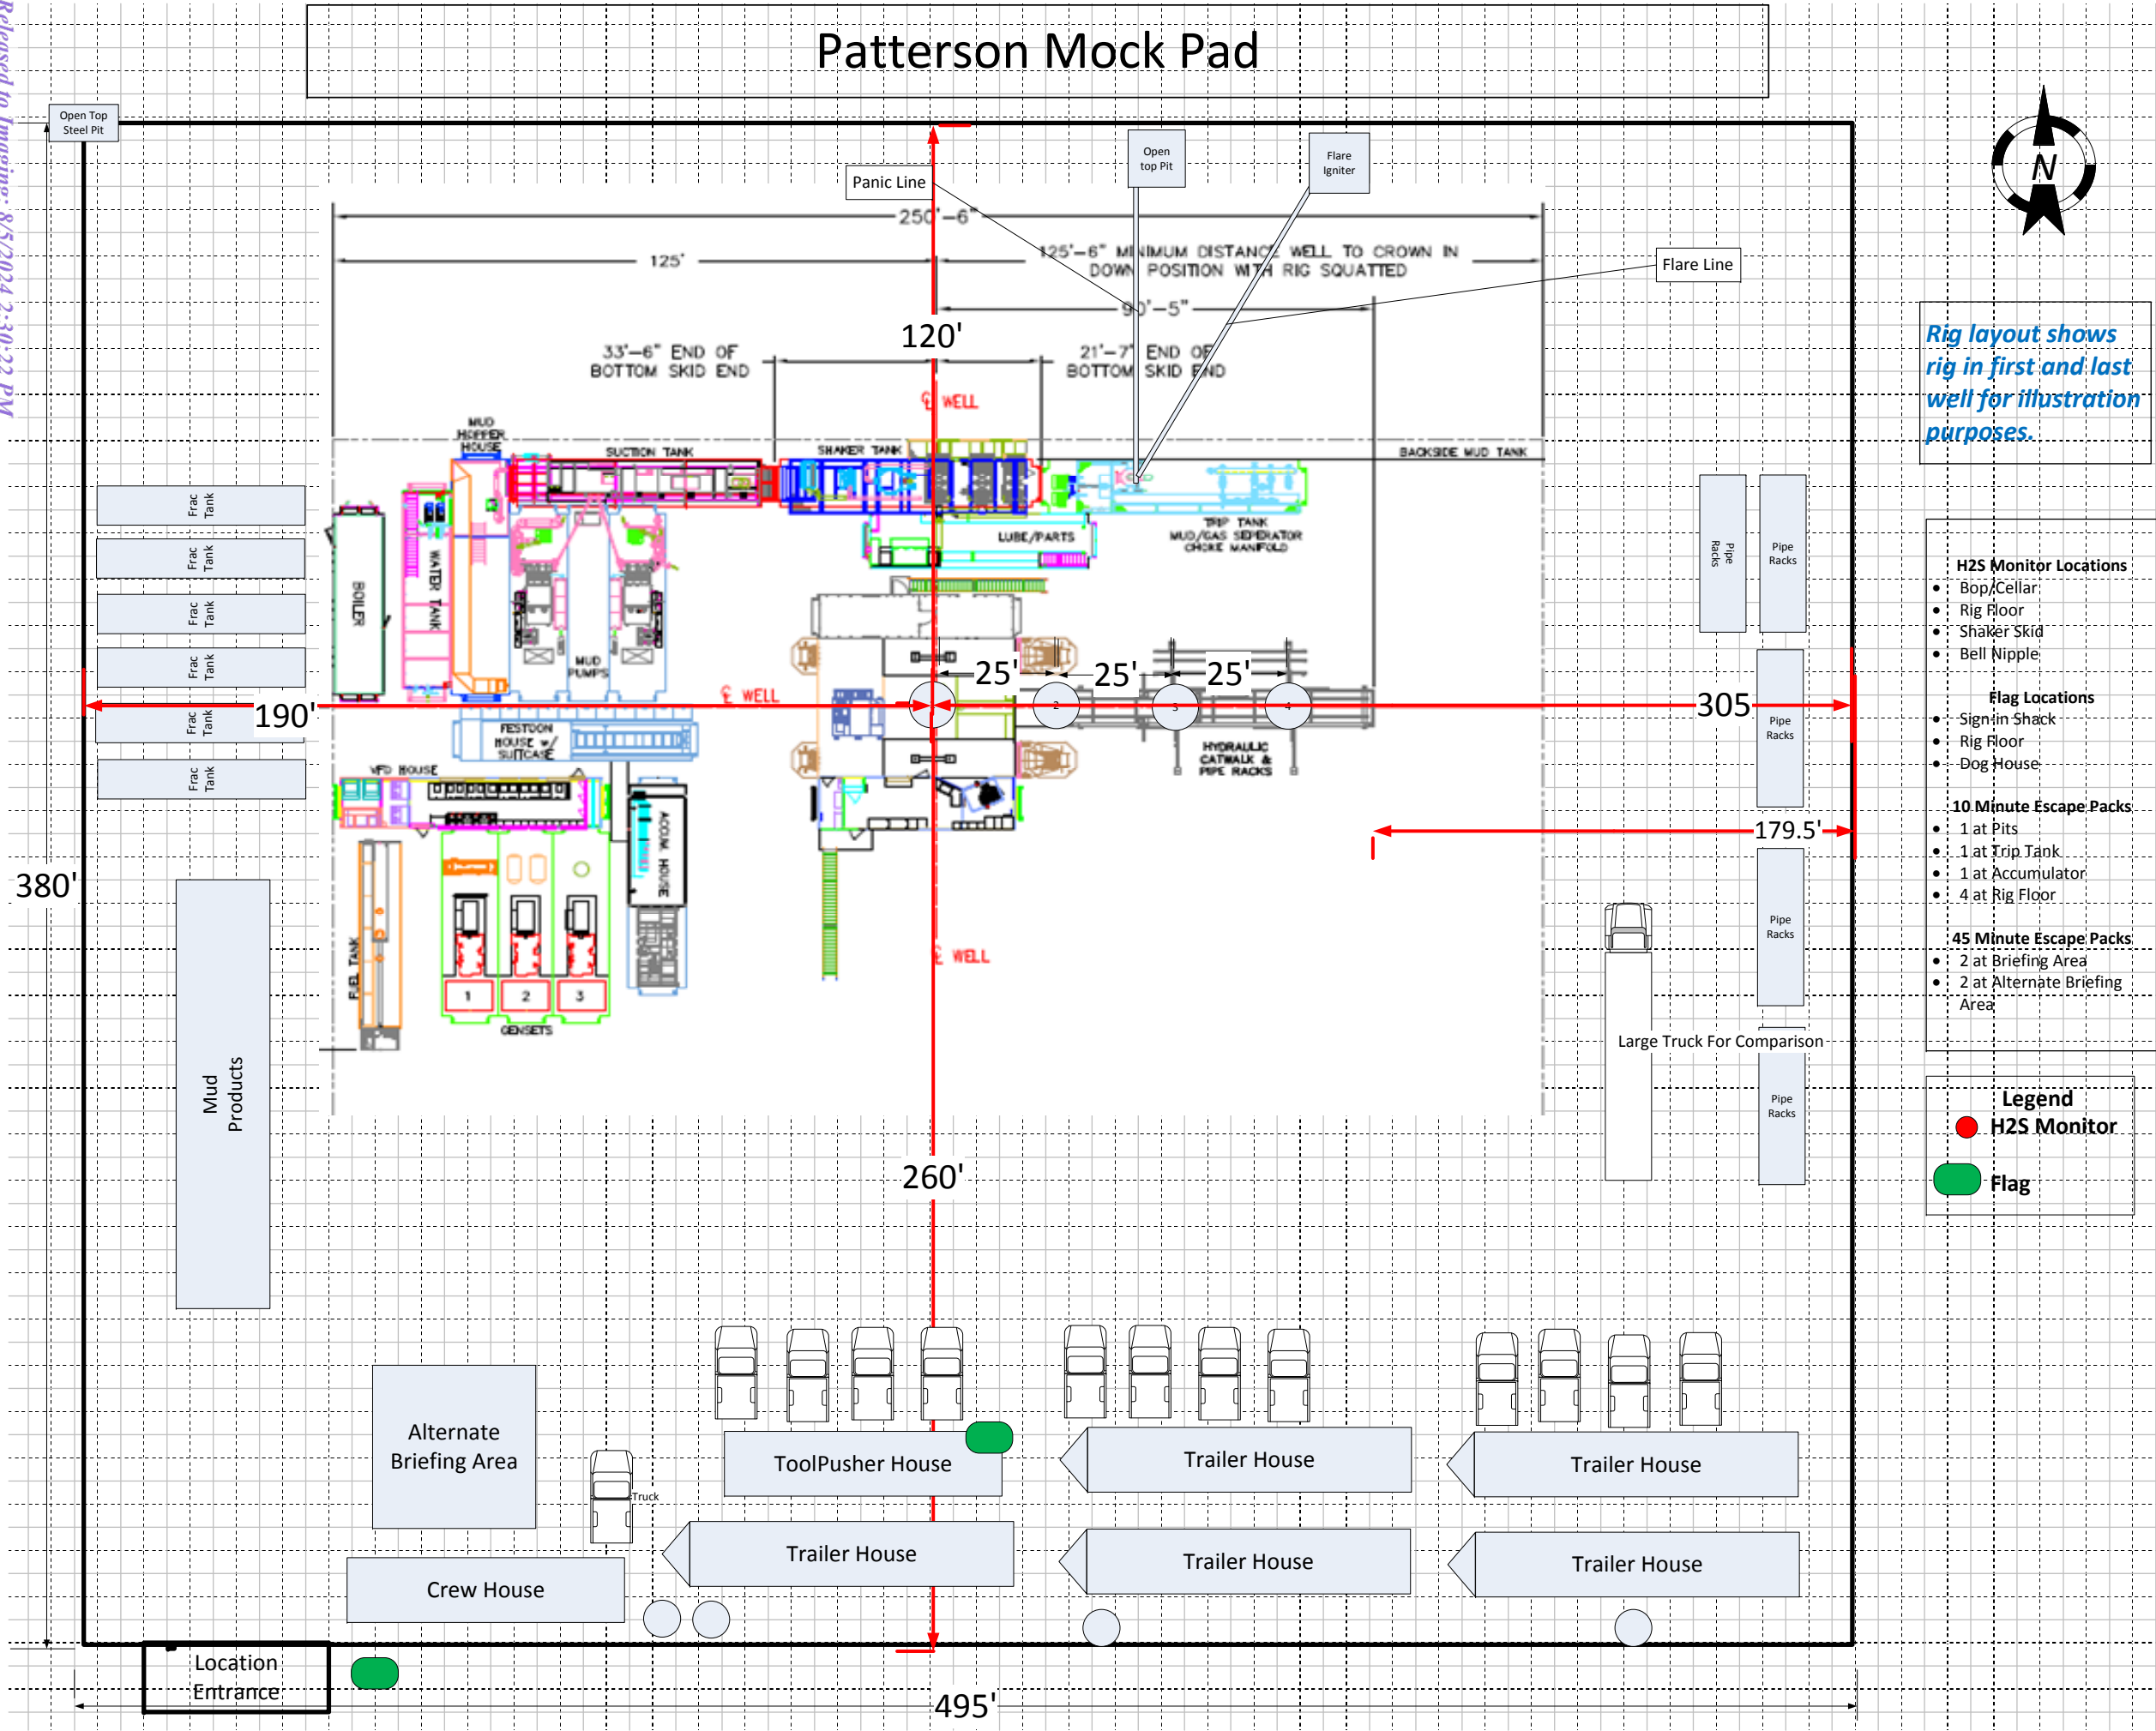 Released to Imaging: 8/5/2024 2:30:22 PM
Patterson Mock Pad
Open Top
Steel Pit
Panic Line
Open
top Pit
Flare
Igniter
N
250'-6"
125'
125'-6" MINIMUM DISTANCE WELL TO CROWN IN
DOWN POSITION WITH RIG SQUATTED
Flare Line
90'-5"
120'
33'-6" END OF
BOTTOM SKID END
21'-7" END OF
BOTTOM SKID END
Rig layout shows
rig in first and last
well for illustration
purposes.
℄ WELL
MUD
HOPPER
HOUSE
SUCTION TANK
SHAKER TANK
BACKSIDE MUD TANK
Frac
Tank
Frac
Tank
Frac
Tank
Frac
Tank
Frac
Tank
Frac
Tank
BOILER
WATER TANK
MUD
PUMPS
LUBE/PARTS
TRIP TANK
MUD/GAS SEPERATOR
CHOKE MANIFOLD
Pipe
Racks
Pipe
Racks
H2S Monitor Locations
• Bop/Cellar
• Rig Floor
• Shaker Skid
• Bell Nipple
Flag Locations
• Sign in Shack
• Rig Floor
• Dog House
10 Minute Escape Packs
• 1 at Pits
• 1 at Trip Tank
• 1 at Accumulator
• 4 at Rig Floor
45 Minute Escape Packs
• 2 at Briefing Area
• 2 at Alternate Briefing
Area
25'
25'
25'
℄ WELL
190'
2
3
4
305
Pipe
Racks
FESTOON
HOUSE w/
SUITCASE
HYDRAULIC
CATWALK &
PIPE RACKS
VFD HOUSE
179.5'
ACCUM. HOUSE
380'
Pipe
Racks
FUEL TANK
℄ WELL
1
2
3
GENSETS
Large Truck For Comparison
Pipe
Racks
Mud
Products
Legend
H2S Monitor
Flag
260'
Alternate
Briefing Area
Truck
ToolPusher House
Trailer House
Trailer House
Trailer House
Trailer House
Trailer House
Crew House
Location
Entrance
495'